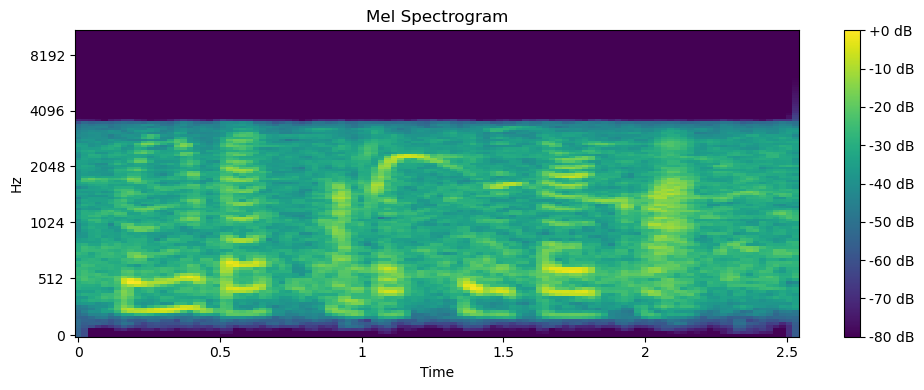 Mel Spectrogram
Hz
8192
4096
2048
1024
512
0
0 0.5 1 1.5 2 2.5
Time
+0 dB
-10 dB
-20 dB
-30 dB
-40 dB
-50 dB
-60 dB
-70 dB
-80 dB